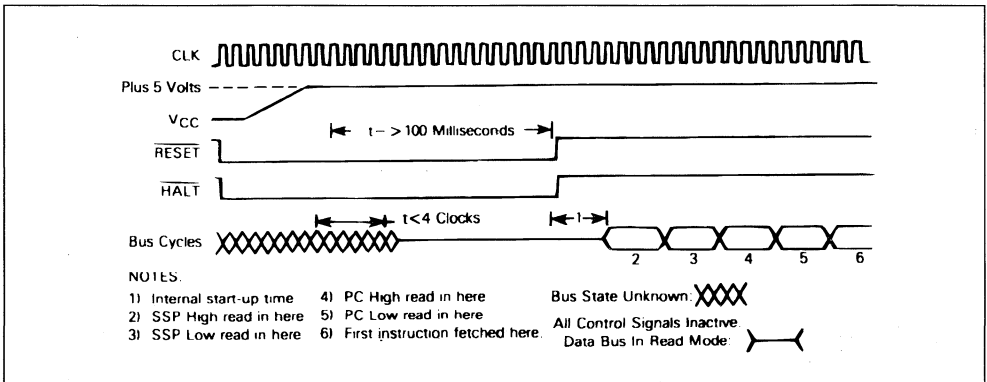 CLK
Plus 5 Volts
VCC
t - > 100 Milliseconds
RESET
HALT
t<4 Clocks
1
Bus Cycles
2 3 4 5 6
NOTES:
1) Internal start-up time 4) PC High read in here Bus State Unknown:
2) SSP High read in here 5) PC Low read in here All Control Signals Inactive.
3) SSP Low read in here 6) First instruction fetched here. Data Bus In Read Mode: